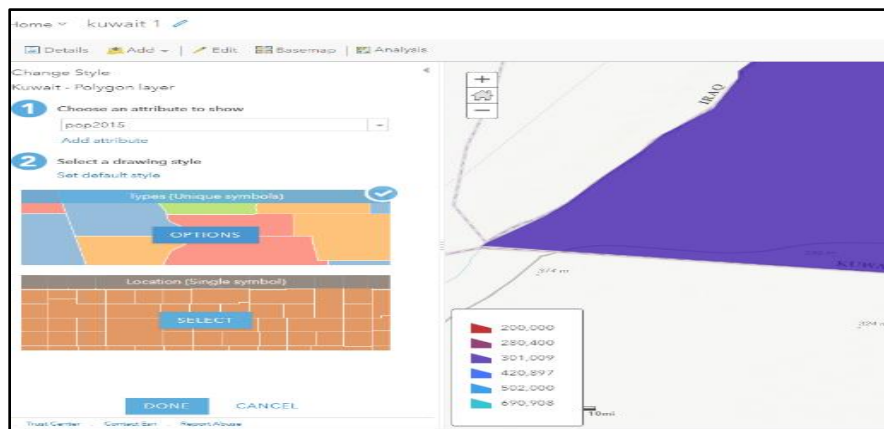 Home kuwait 1
Details Add | Edit Basemap | Analysis
Change Style
Kuwait - Polygon layer
1 Choose an attribute to show
pop2015
Add attribute
2 Select a drawing style
Set default style
Types (Unique symbols)
OPTIONS
Location (Single symbol)
SELECT
DONE CANCEL
Trust Center . Contact Esri . Report Abuse
+
−
IRAQ
KUWA
374 m
200,000
280,400
301,009
420,897
502,000
690,908
10mi